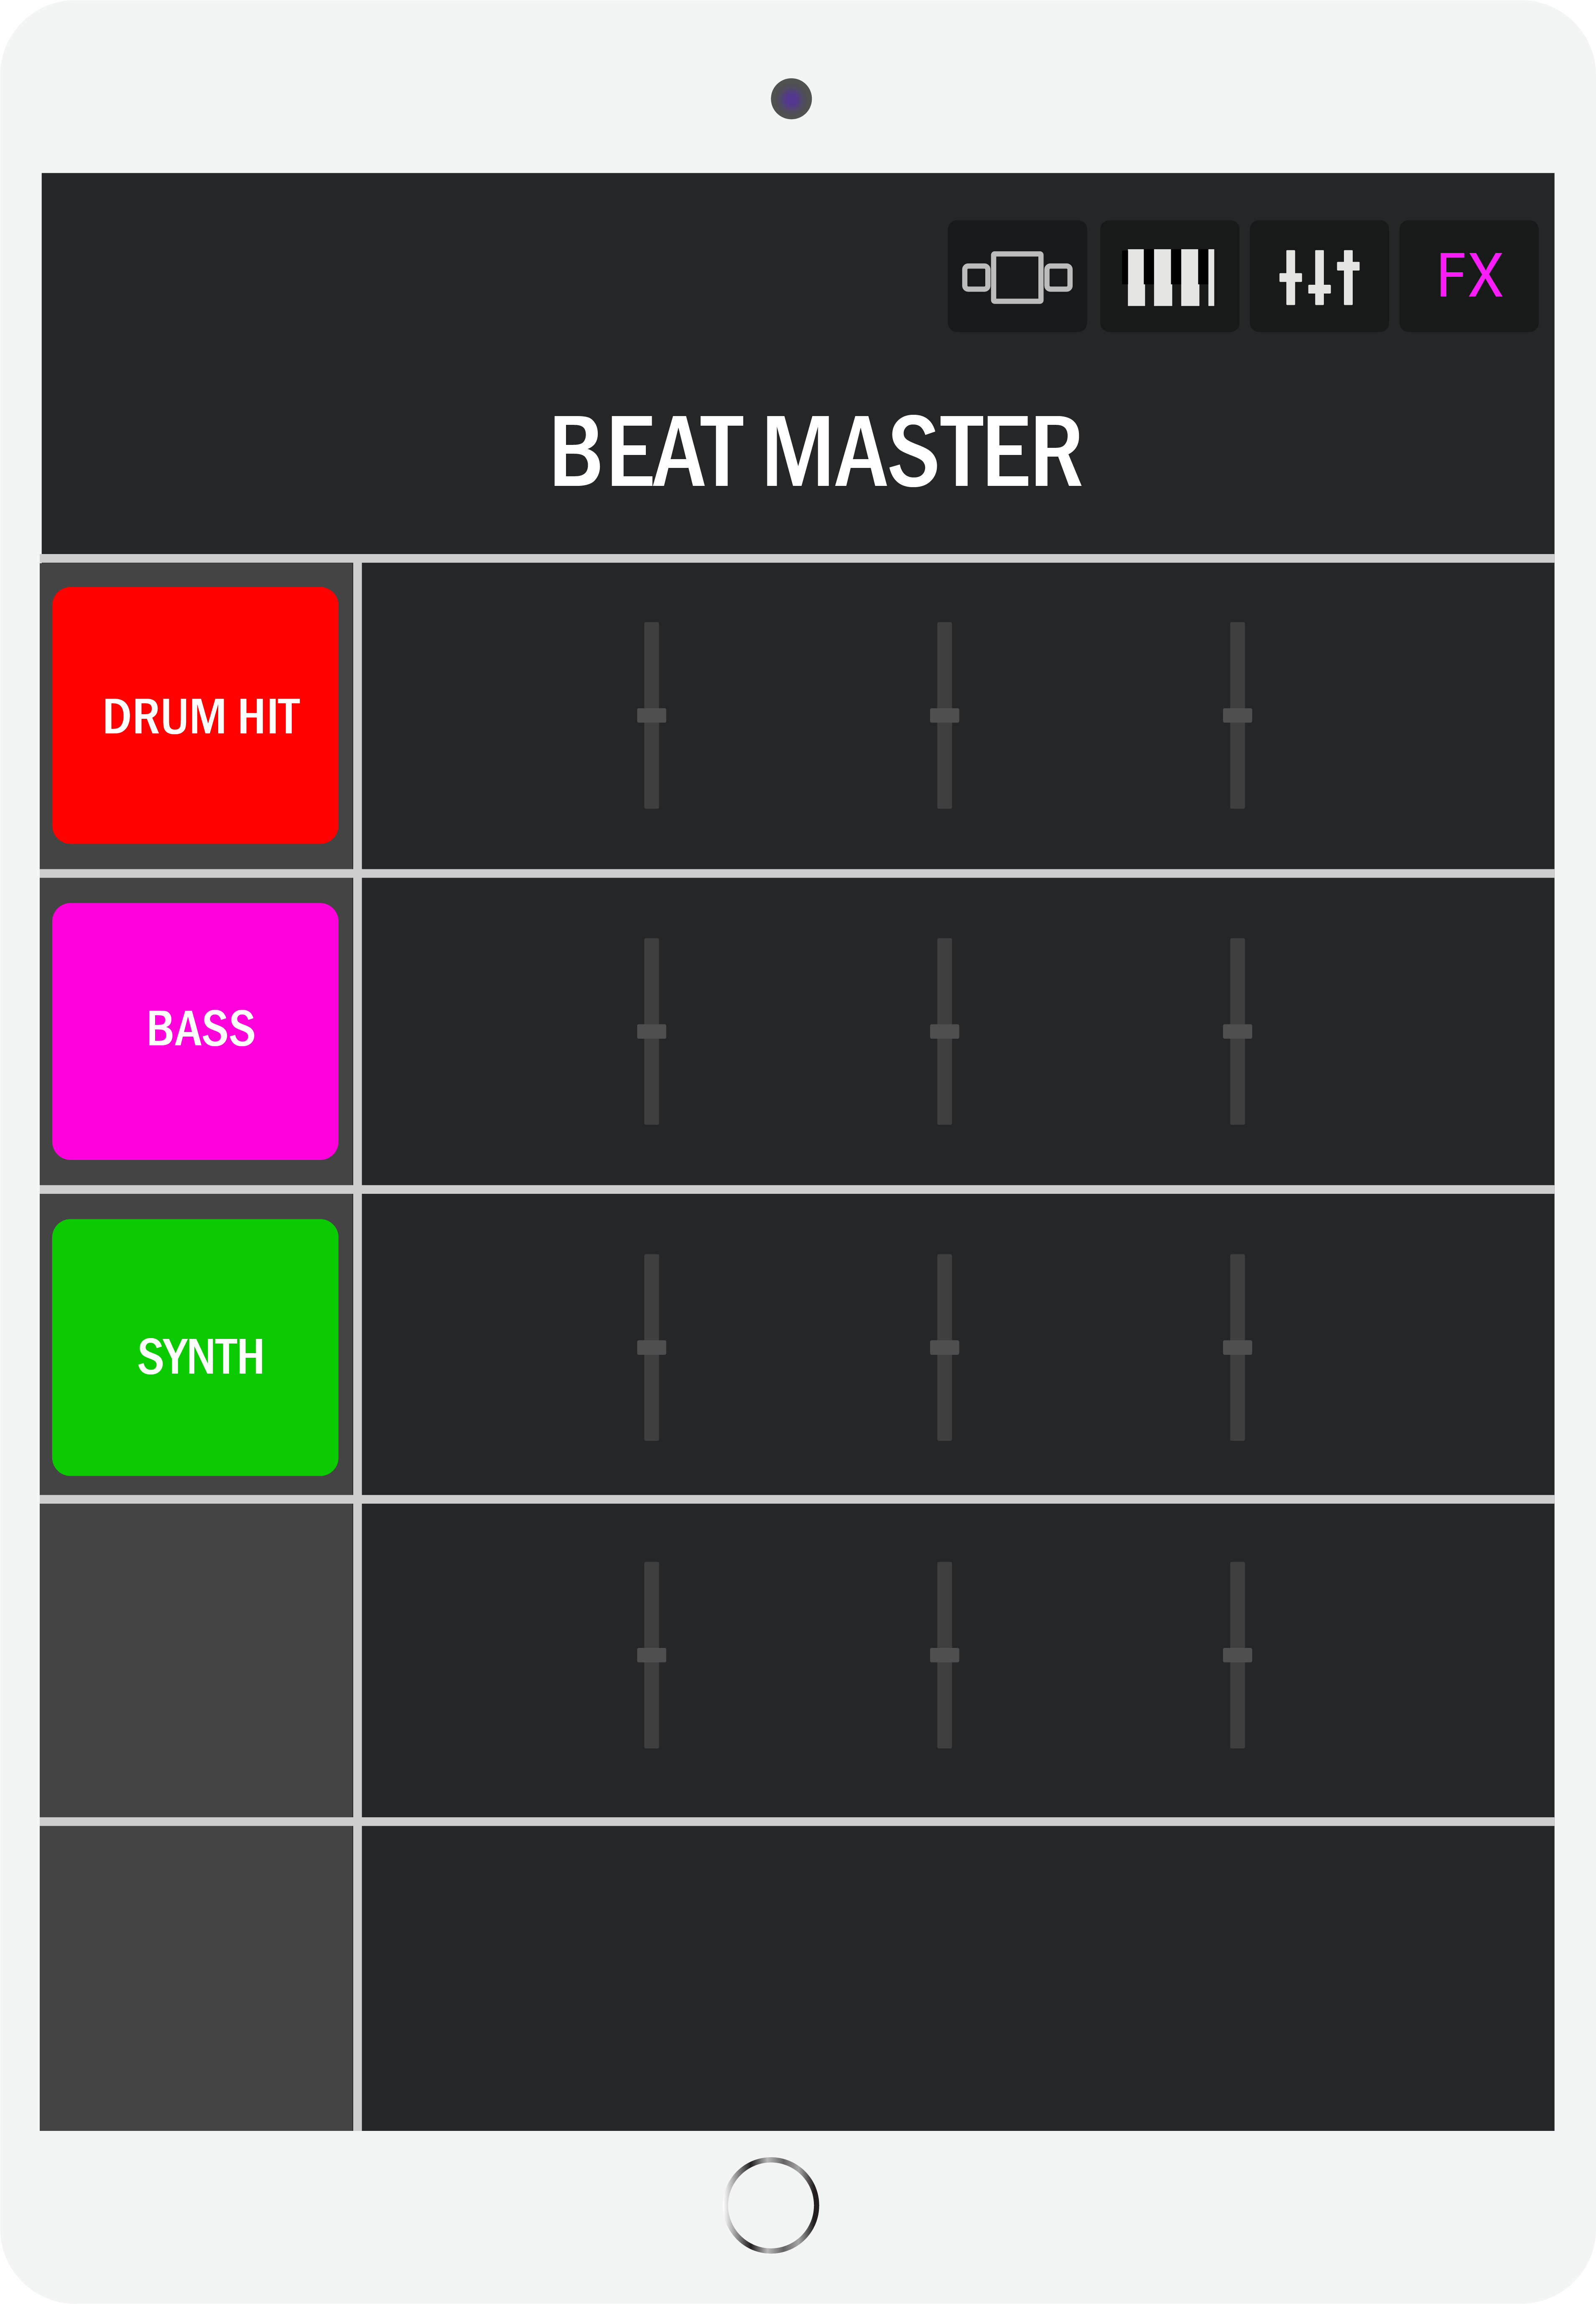 FX
BEAT MASTER
DRUM HIT
BASS
SYNTH